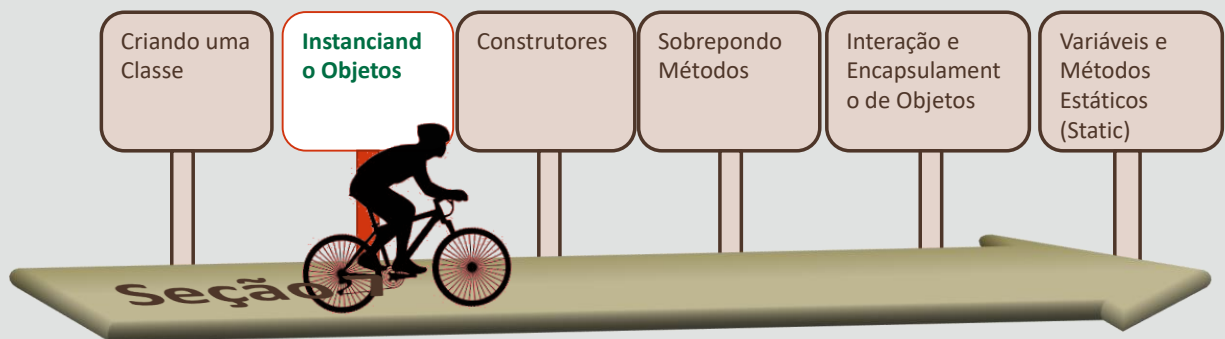 Criando uma
Classe
Instanciand
o Objetos
Construtores
Sobrepondo
Métodos
Interação e
Encapsulament
o de Objetos
Variáveis e
Métodos
Estáticos
(Static)
Seção